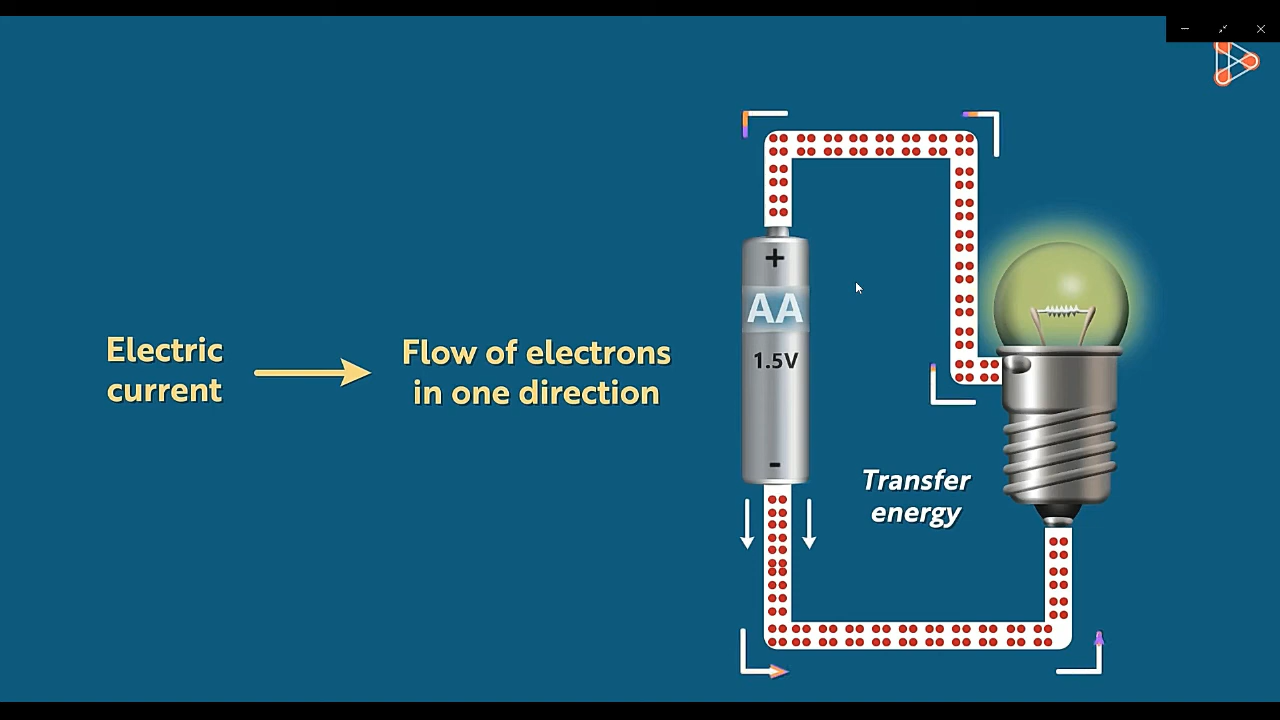 Electric
current
Flow of electrons
in one direction
+
AA
1.5V
-
Transfer
energy